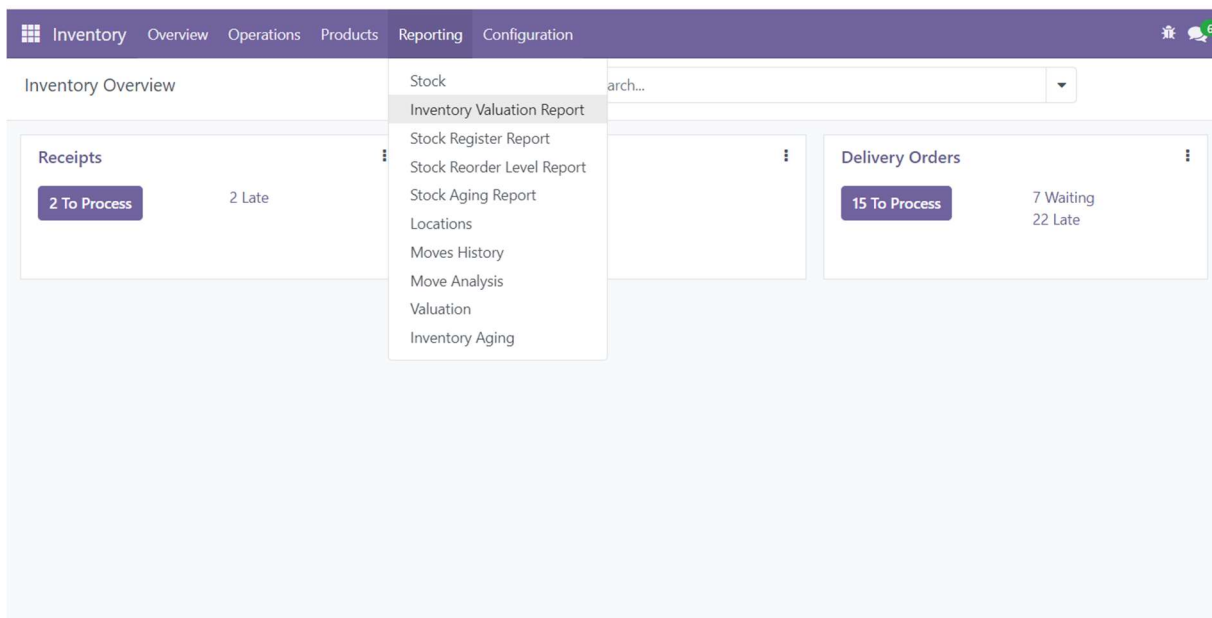 Inventory Overview Operations Products Reporting Configuration 6
Inventory Overview
arch...
Stock
Inventory Valuation Report
Stock Register Report
Stock Reorder Level Report
Stock Aging Report
Locations
Moves History
Move Analysis
Valuation
Inventory Aging
Receipts
2 To Process
2 Late
Delivery Orders
15 To Process
7 Waiting
22 Late